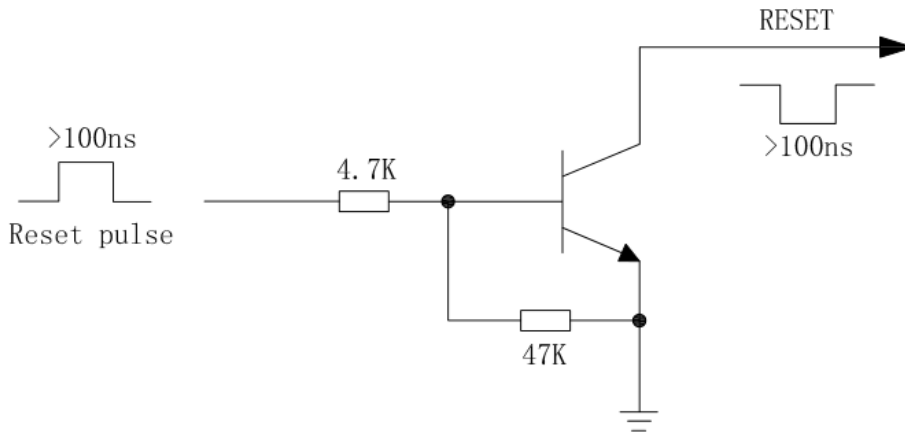 RESET
>100ns
>100ns
4.7K
Reset pulse
47K